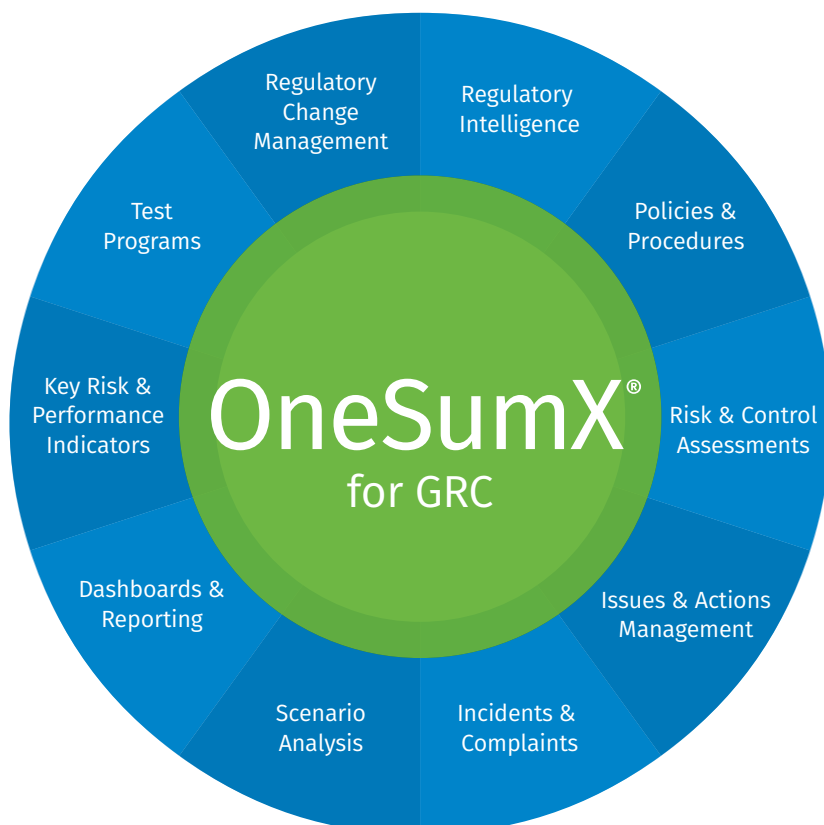 Regulatory
Change
Management
Regulatory
Intelligence
Policies &
Procedures
Risk & Control
Assessments
Issues & Actions
Management
Incidents &
Complaints
Scenario
Analysis
Dashboards &
Reporting
Key Risk &
Performance
Indicators
Test
Programs
OneSumX®
for GRC